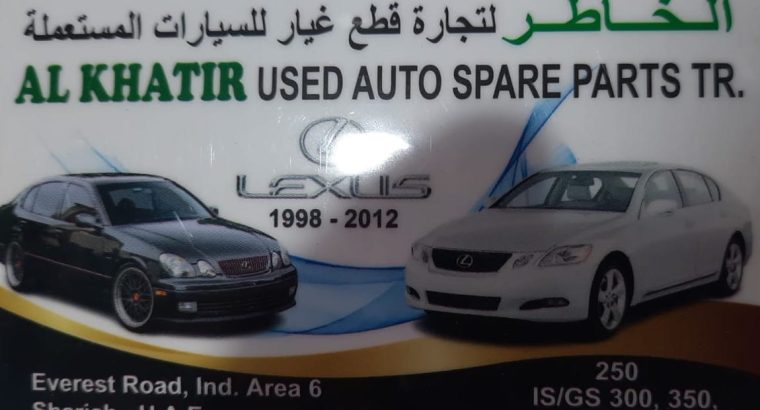 الخاطر لتجارة قطع غيار للسيارات المستعملة
AL KHATIR USED AUTO SPARE PARTS TR.
LEXUS
1998 - 2012
250
Everest Road, Ind. Area 6
IS/GS 300, 350,